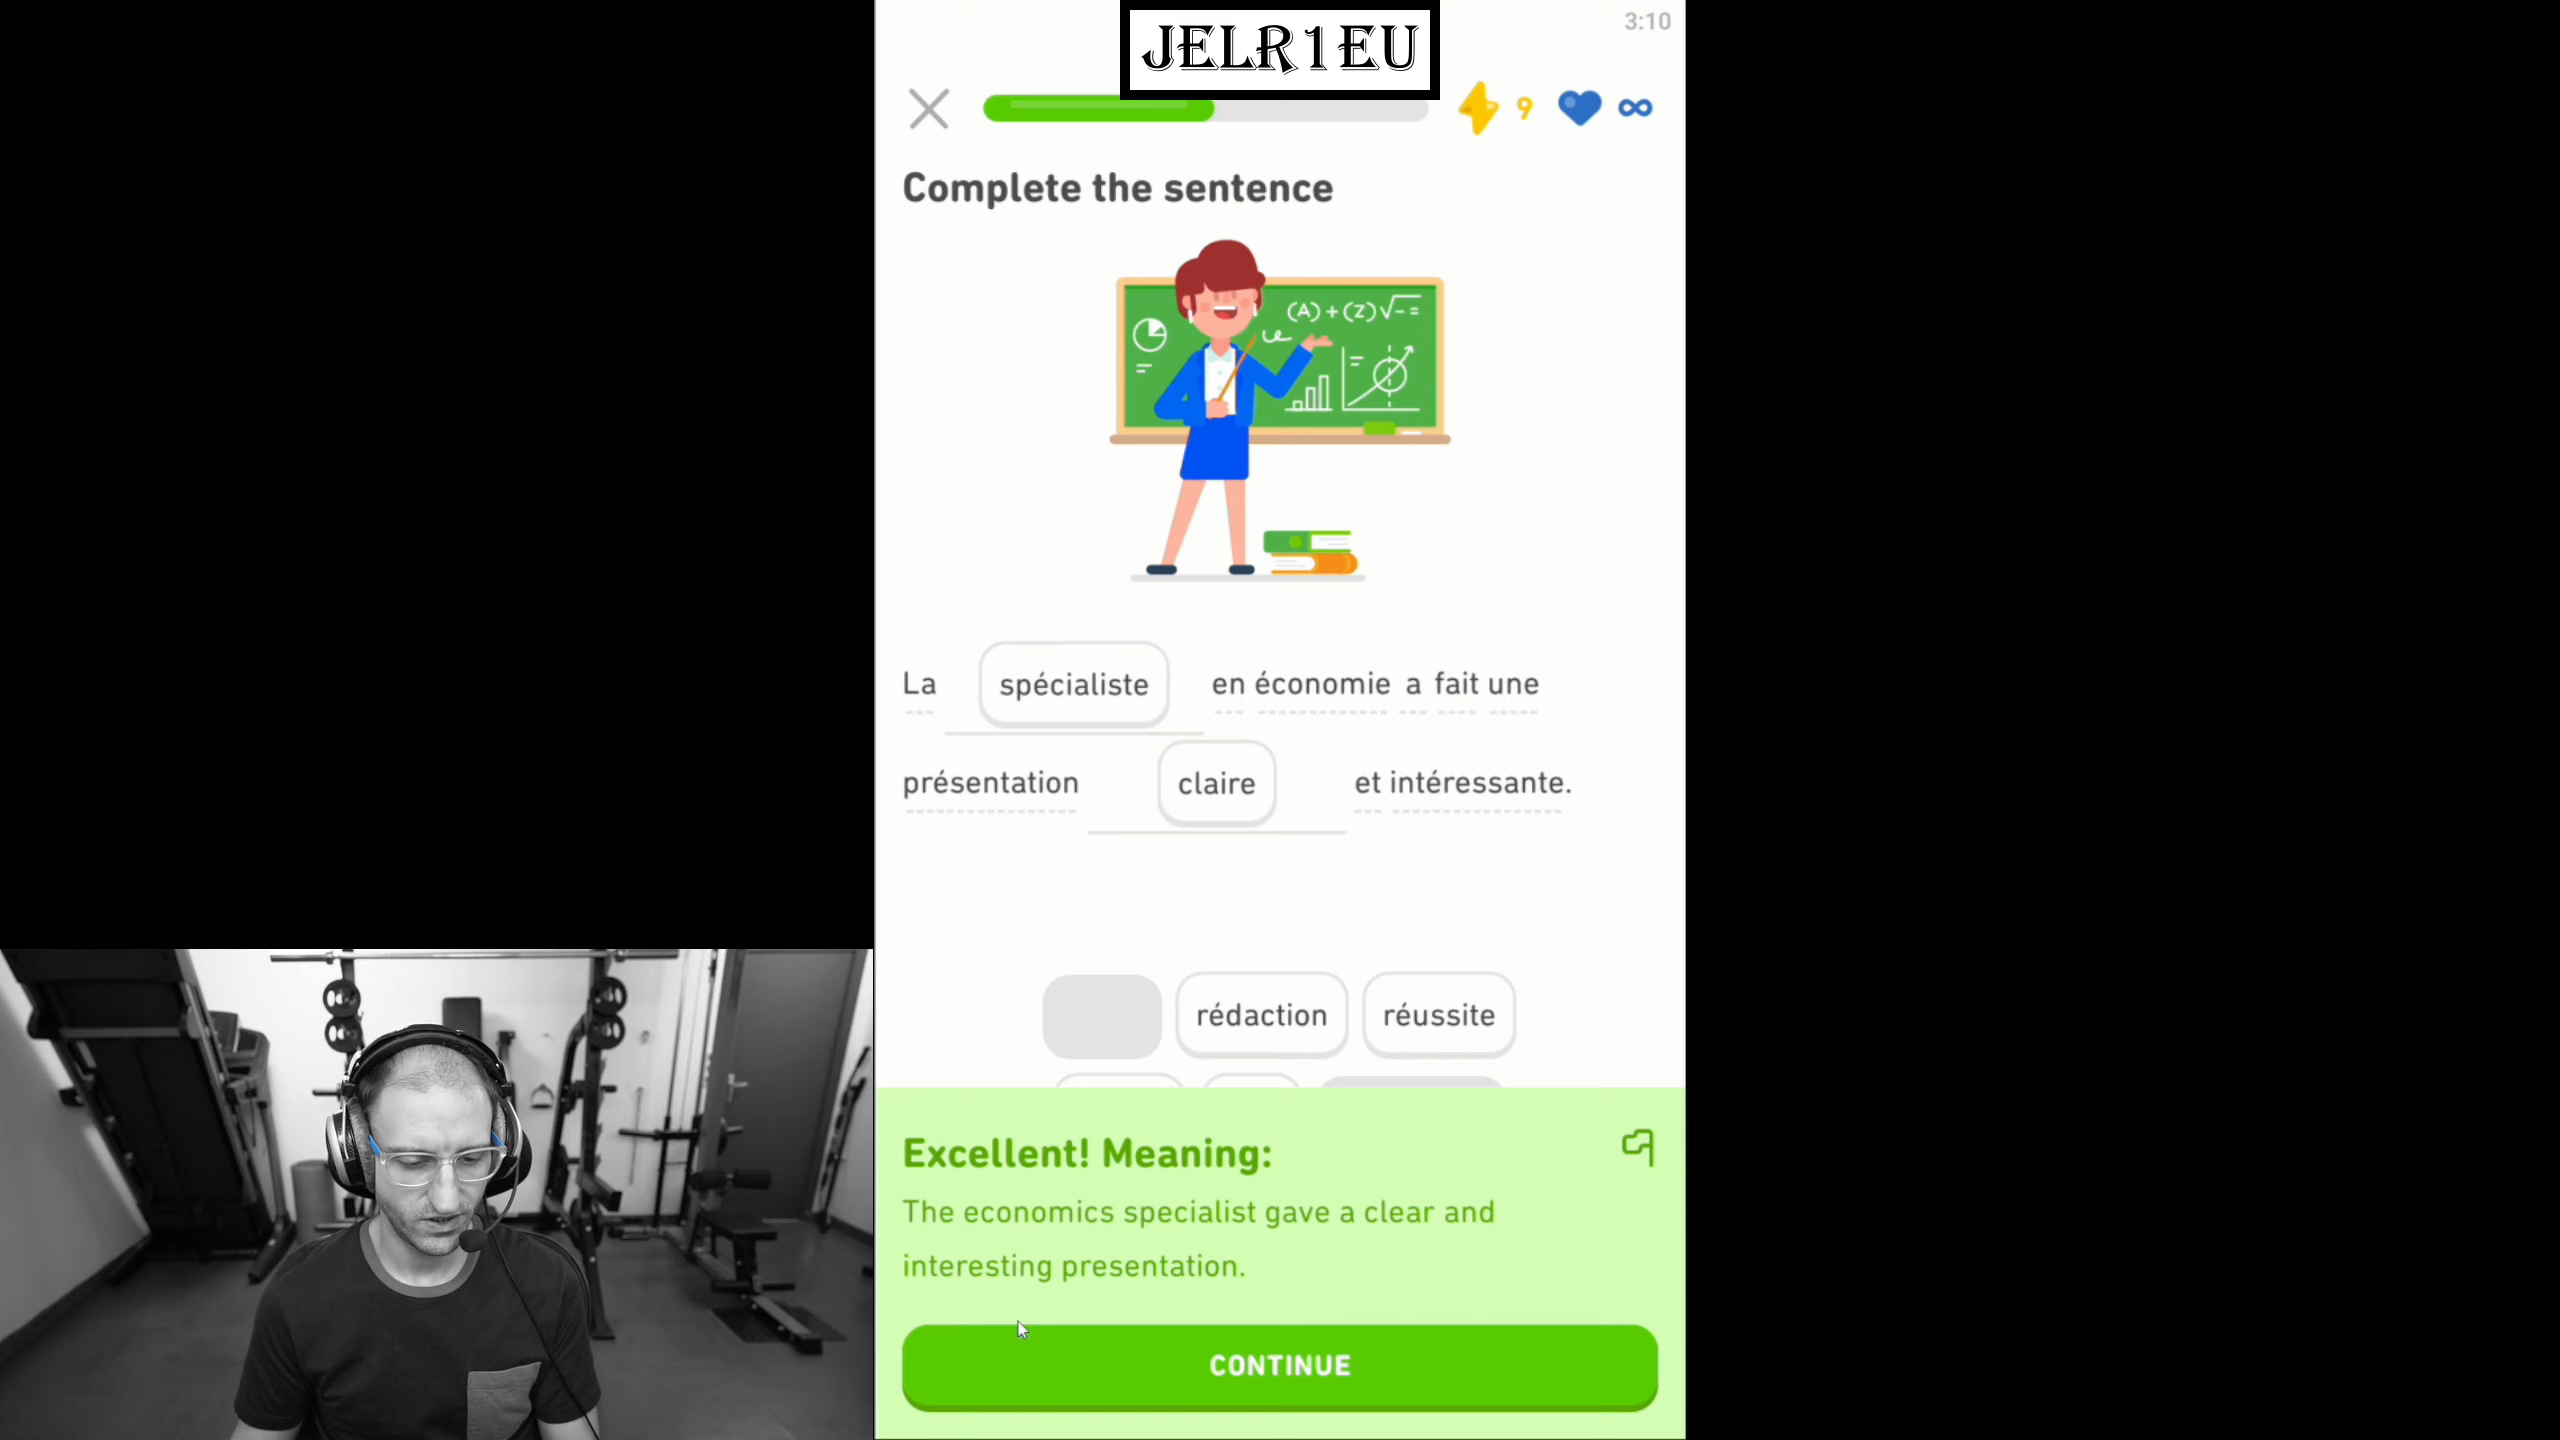 JELR1EU
3:10
9
Complete the sentence
(A)+(Z)√-=
La spécialiste en économie a fait une
présentation claire et intéressante.
rédaction réussite
Excellent! Meaning:
The economics specialist gave a clear and
interesting presentation.
CONTINUE